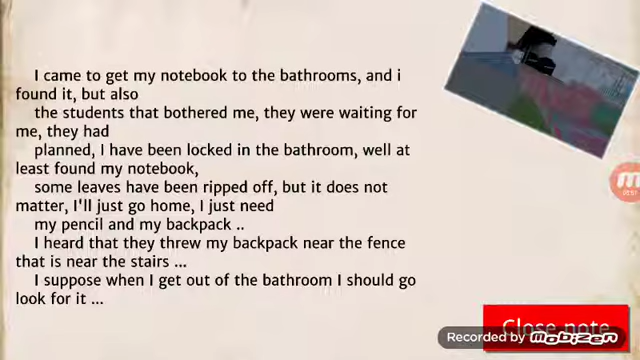 I came to get my notebook to the bathrooms, and i
found it, but also
the students that bothered me, they were waiting for
me, they had
planned, I have been locked in the bathroom, well at
least found my notebook,
some leaves have been ripped off, but it does not
matter, I'll just go home, I just need
my pencil and my backpack ..
I heard that they threw my backpack near the fence
that is near the stairs ...
I suppose when I get out of the bathroom I should go
look for it ...
Close note
Recorded by mobizen